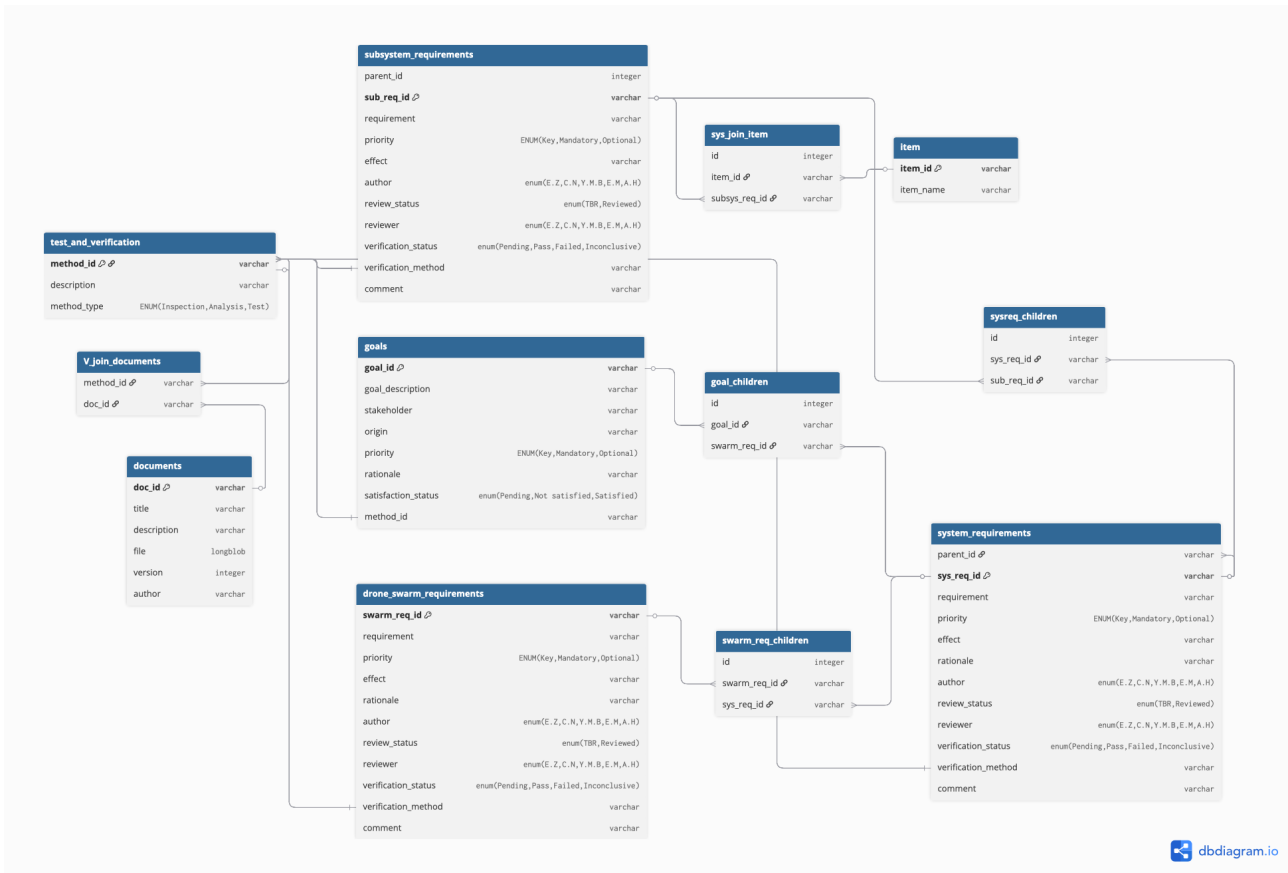 subsystem_requirements
parent_id integer
sub_req_id varchar
requirement varchar
priority ENUM(Key,Mandatory,Optional)
effect varchar
author enum(E.Z,C.N,Y.M.B,E.M,A.H)
review_status enum(TBR,Reviewed)
reviewer enum(E.Z,C.N,Y.M.B,E.M,A.H)
verification_status enum(Pending,Pass,Failed,Inconclusive)
verification_method varchar
comment varchar
sys_join_item
id integer
item_id varchar
subsys_req_id varchar
item
item_id varchar
item_name varchar
test_and_verification
method_id varchar
description varchar
method_type ENUM(Inspection,Analysis,Test)
V_join_documents
method_id varchar
doc_id varchar
documents
doc_id varchar
title varchar
description varchar
file longblob
version integer
author varchar
goals
goal_id varchar
goal_description varchar
stakeholder varchar
origin varchar
priority ENUM(Key,Mandatory,Optional)
rationale varchar
satisfaction_status enum(Pending,Not satisfied,Satisfied)
method_id varchar
goal_children
id integer
goal_id varchar
swarm_req_id varchar
sysreq_children
id integer
sys_req_id varchar
sub_req_id varchar
drone_swarm_requirements
swarm_req_id varchar
requirement varchar
priority ENUM(Key,Mandatory,Optional)
effect varchar
rationale varchar
author enum(E.Z,C.N,Y.M.B,E.M,A.H)
review_status enum(TBR,Reviewed)
reviewer enum(E.Z,C.N,Y.M.B,E.M,A.H)
verification_status enum(Pending,Pass,Failed,Inconclusive)
verification_method varchar
comment varchar
swarm_req_children
id integer
swarm_req_id varchar
sys_req_id varchar
system_requirements
parent_id varchar
sys_req_id varchar
requirement varchar
priority ENUM(Key,Mandatory,Optional)
effect varchar
rationale varchar
author enum(E.Z,C.N,Y.M.B,E.M,A.H)
review_status enum(TBR,Reviewed)
reviewer enum(E.Z,C.N,Y.M.B,E.M,A.H)
verification_status enum(Pending,Pass,Failed,Inconclusive)
verification_method varchar
comment varchar
dbdiagram.io